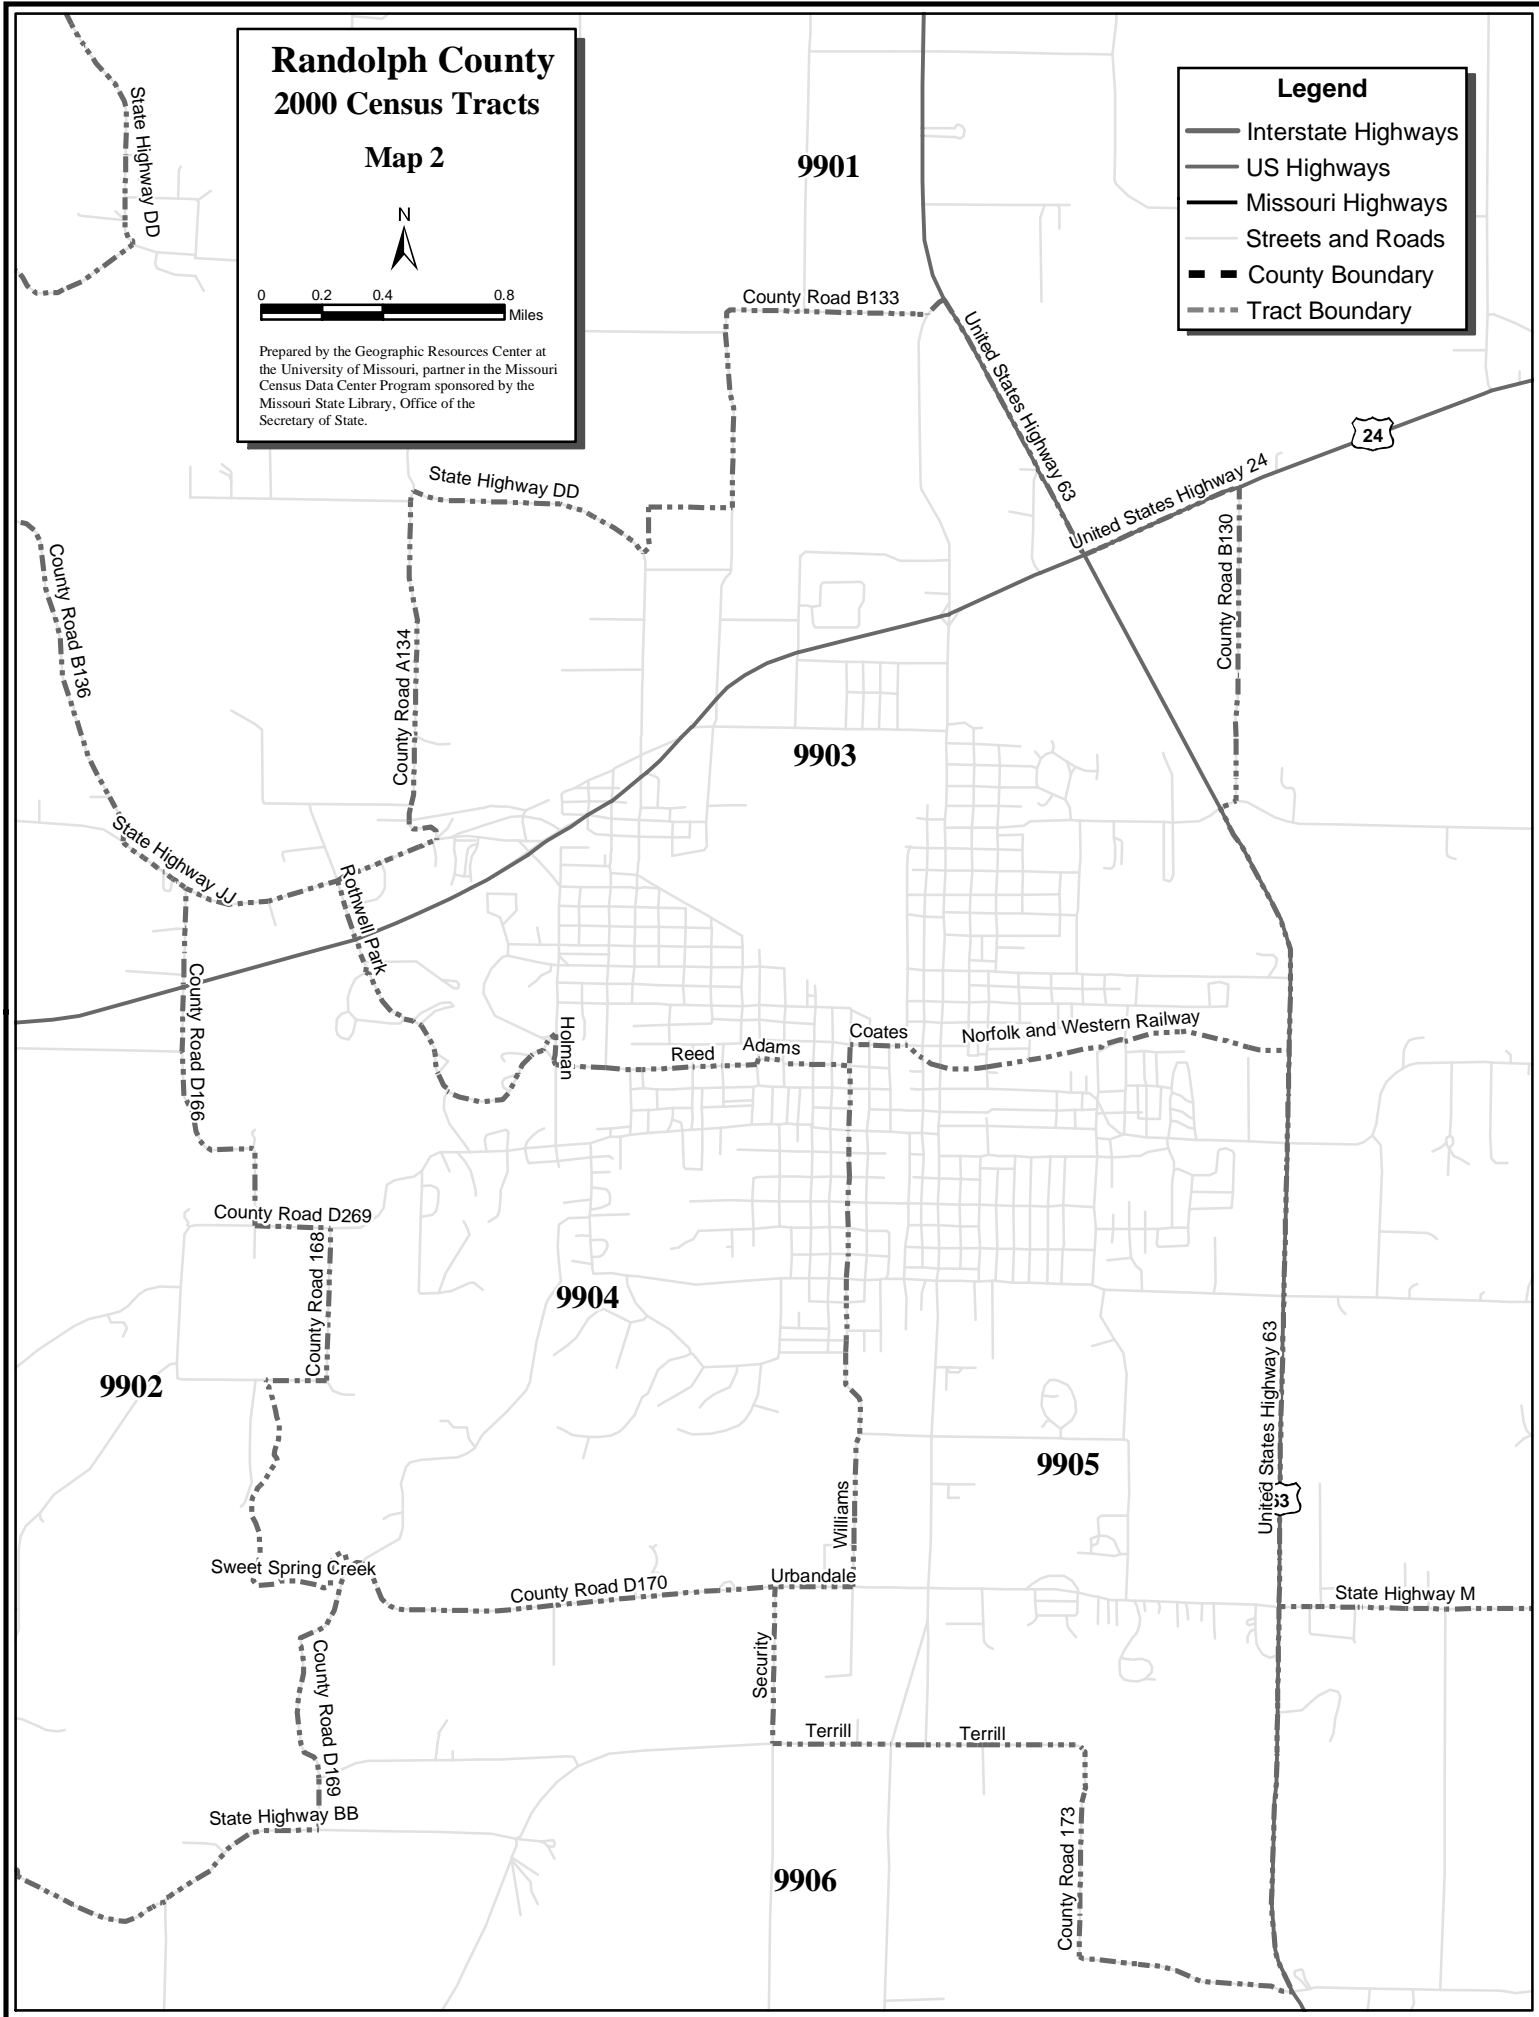 Randolph County
2000 Census Tracts
Map 2
N
0 0.2 0.4 0.8
Miles
Prepared by the Geographic Resources Center at
the University of Missouri, partner in the Missouri
Census Data Center Program sponsored by the
Missouri State Library, Office of the
Secretary of State.
Legend
Interstate Highways
US Highways
Missouri Highways
Streets and Roads
County Boundary
Tract Boundary
State Highway DD
9901
County Road B133
United States Highway 63
24
United States Highway 24
State Highway DD
County Road B130
County Road B136
County Road A134
9903
State Highway JJ
Rothwell Park
County Road D166
Holman
Reed
Adams
Coates
Norfolk and Western Railway
County Road D269
County Road 168
9904
9902
United States Highway 63
63
9905
Williams
Sweet Spring Creek
County Road D170
Urbandale
State Highway M
Security
County Road D169
Terrill
Terrill
State Highway BB
County Road 173
9906